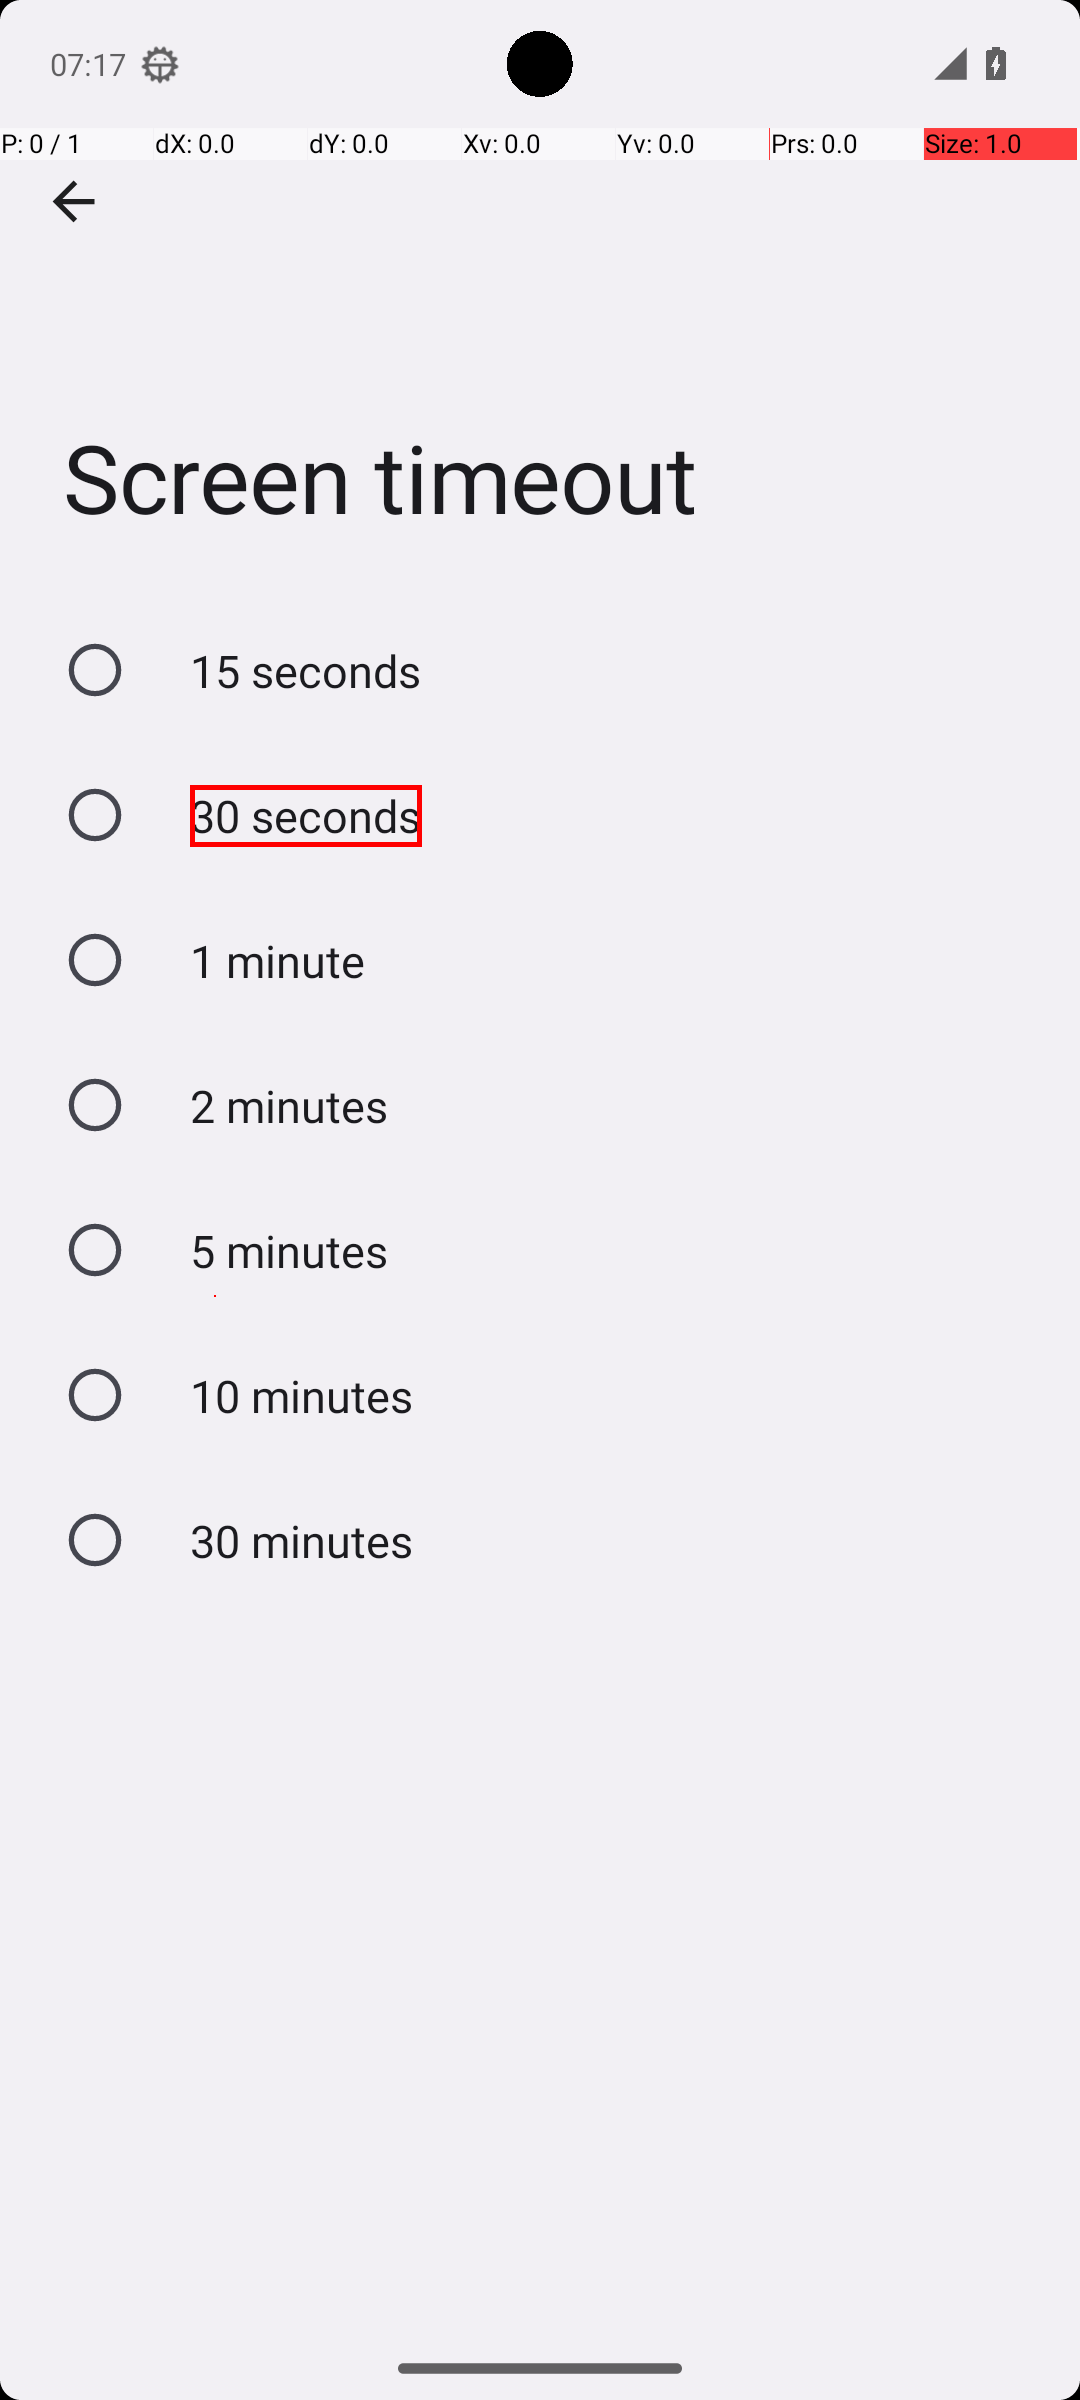 07:17
P: 0 / 1 dX: 0.0 dY: 0.0 Xv: 0.0 Yv: 0.0 Prs: 0.0 Size: 1.0
Screen timeout
15 seconds
30 seconds
1 minute
2 minutes
5 minutes
10 minutes
30 minutes